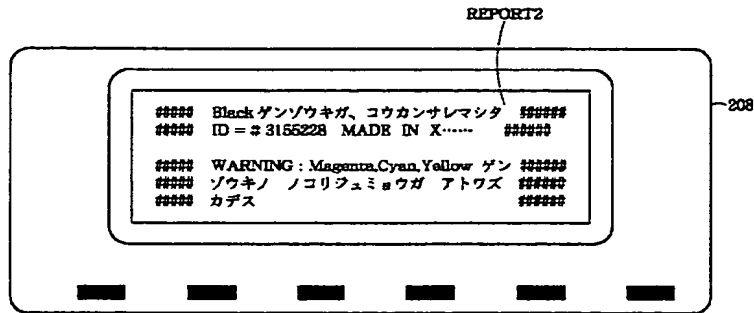 REPORT2
208
##### Black ゲンゾウキガ、コウカンサレマシタ ######
##### ID = # 3155228 MADE IN X…… ######
##### WARNING : Magenta,Cyan,Yellow ゲン ######
##### ゾウキノ ノコリジュミョウガ アトワズ ######
##### カデス ######